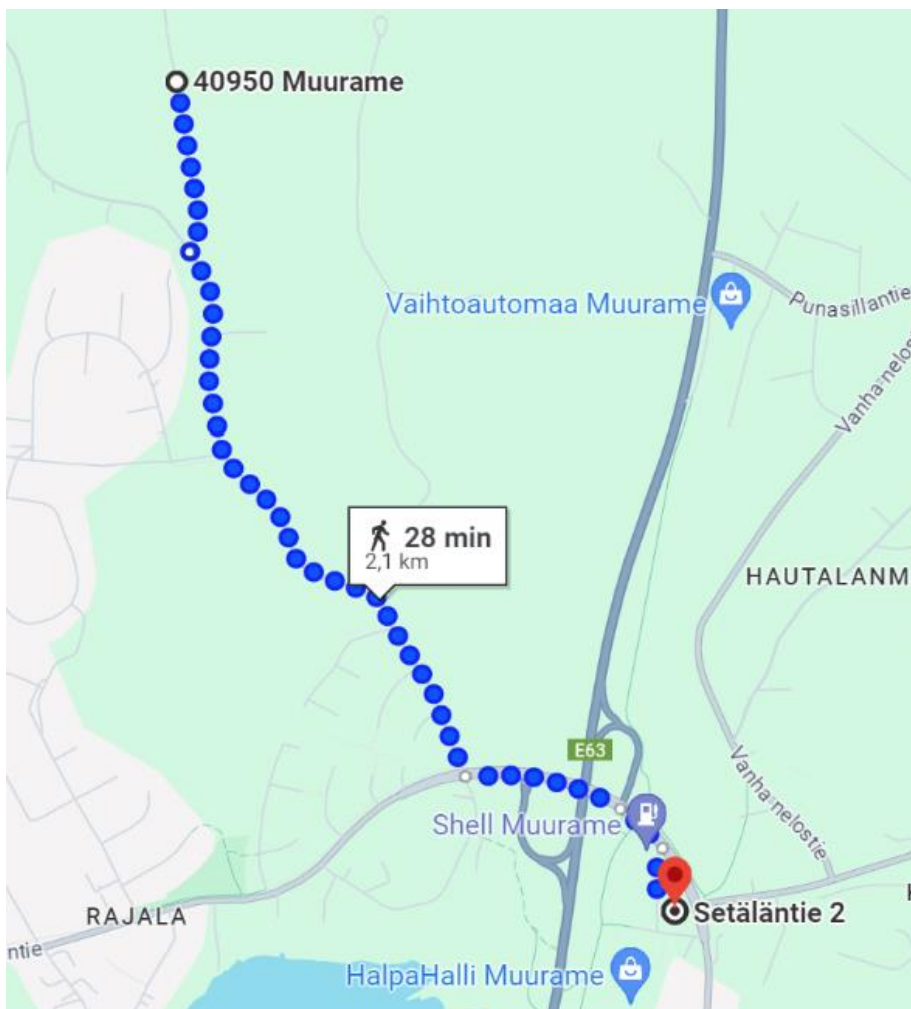 40950 Muurame
Vaihtoautomaa Muurame
Punasillantie
Vanha nelos
28 min
2,1 km
HAUTALANM
E63
Vanha nelostie
Shell Muurame
RAJALA
Setäläntie 2
ntie
HalpaHalli Muurame